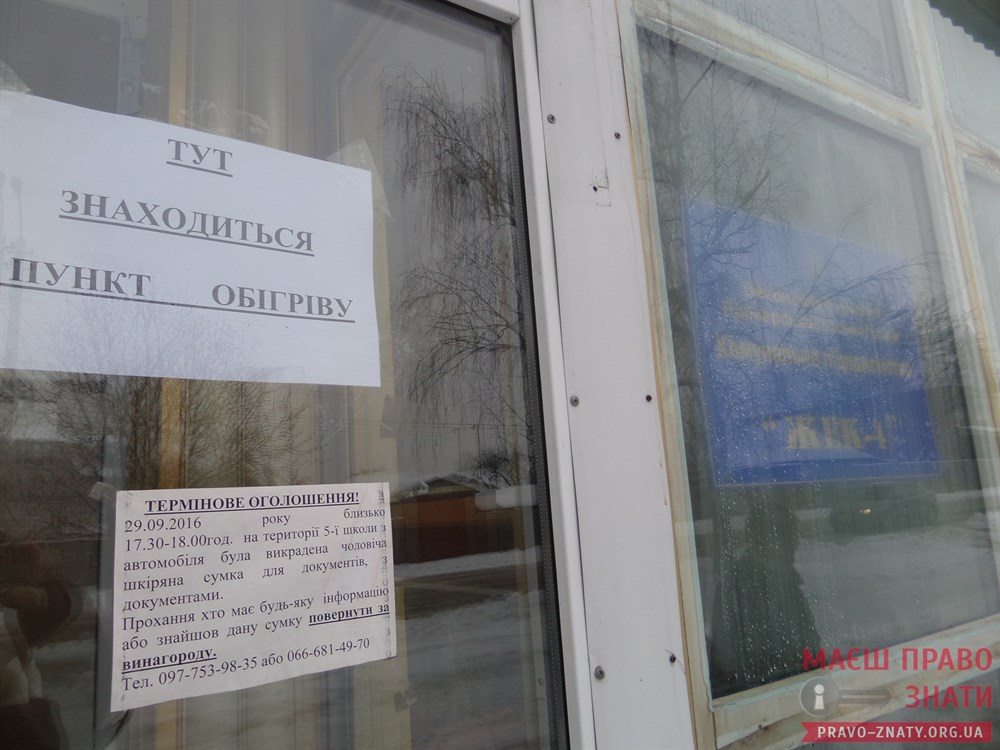 ТУТ
ЗНАХОДИТЬСЯ
ПУНКТ ОБІГРІВУ
ТЕРМІНОВЕ ОГОЛОШЕННЯ!
29.09.2016 року близько
17.30-18.00год. на території 5-ї школи з
автомобіля була викрадена чоловіча
шкіряна сумка для документів, з
документами.
Прохання хто має будь-яку інформацію
або знайшов дану сумку повернути за
винагороду.
Тел. 097-753-98-35 або 066-681-49-70
"ЖЕК-4"
МАЄШ ПРАВО
ЗНАТИ
PRAVO-ZNATY.ORG.UA